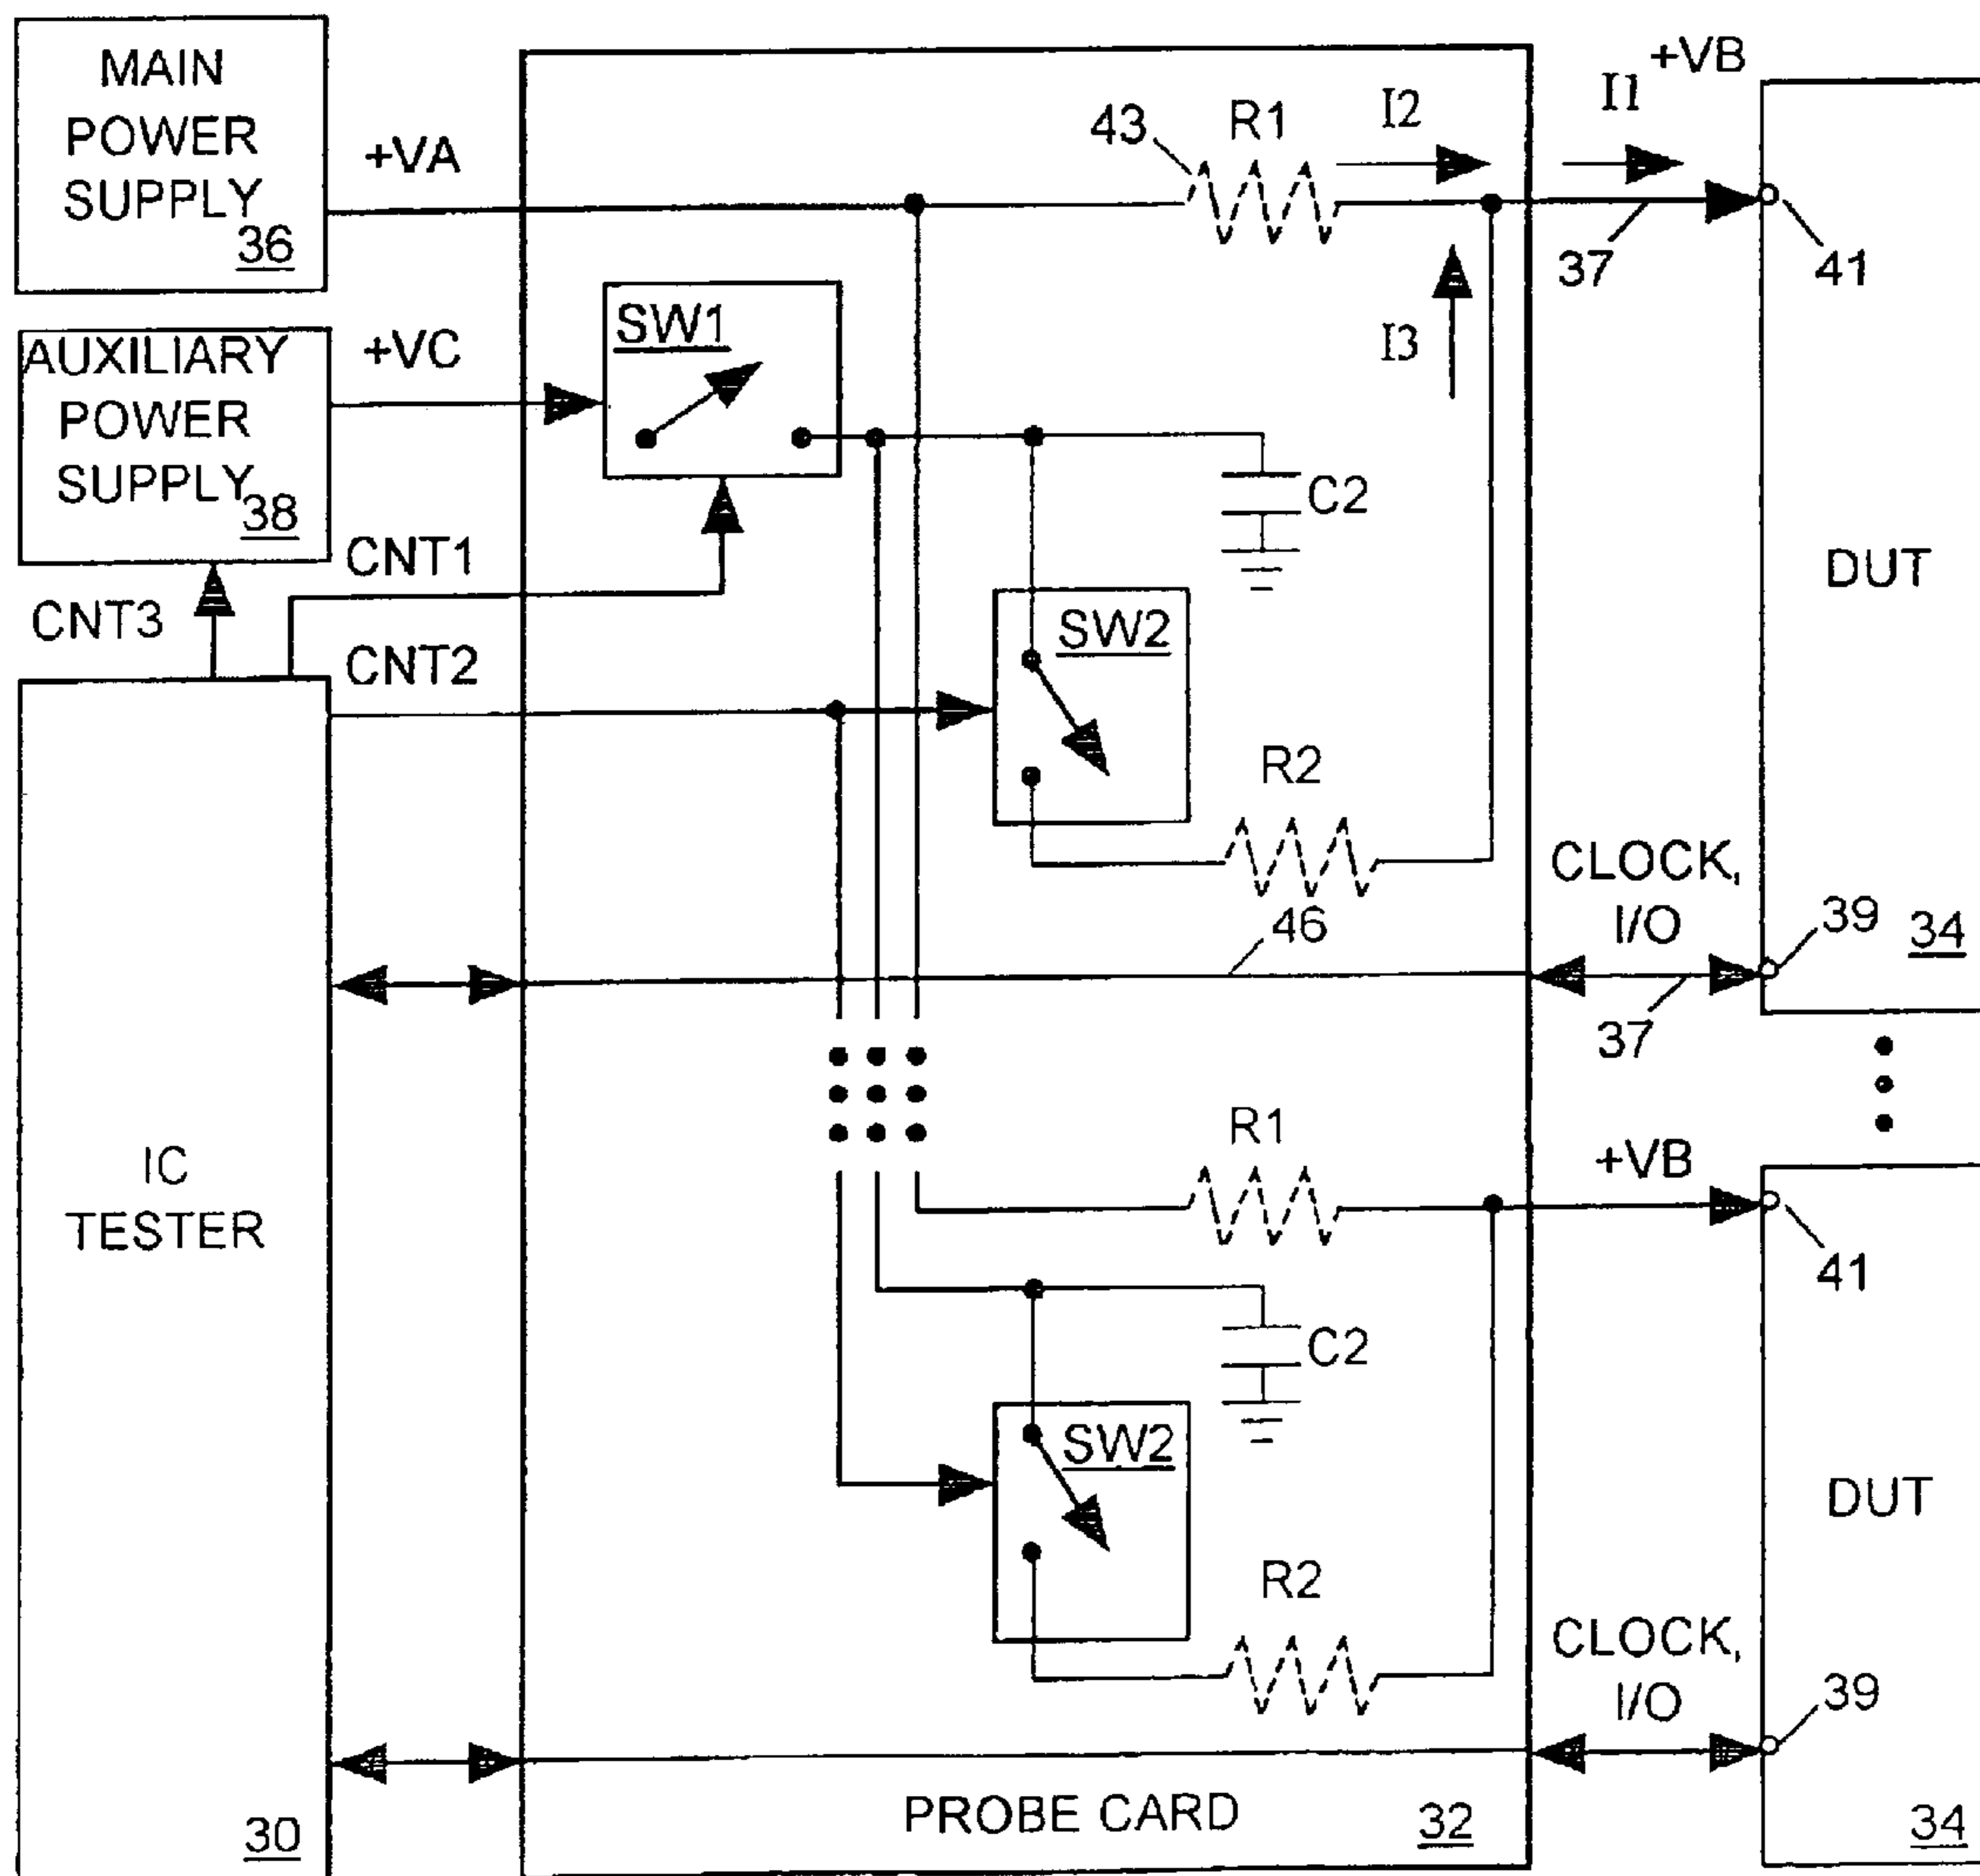 MAIN
POWER
SUPPLY
36
+VA
43
R1
I2
I1
+VB
37
41
AUXILIARY
POWER
SUPPLY
38
+VC
SW1
I3
C2
DUT
CNT1
CNT3
CNT2
SW2
R2
CLOCK,
I/O
46
39
34
37
IC
TESTER
30
R1
+VB
41
C2
SW2
DUT
R2
CLOCK,
I/O
39
34
PROBE CARD
32